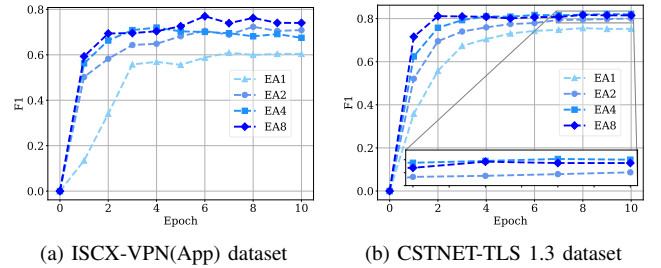 0.8
0.6
0.4
0.2
0.0
F1
EA1
EA2
EA4
EA8
0 2 4 6 8 10
Epoch
(a) ISCX-VPN(App) dataset
0.8
0.6
0.4
0.2
0.0
F1
EA1
EA2
EA4
EA8
0 2 4 6 8 10
Epoch
(b) CSTNET-TLS 1.3 dataset